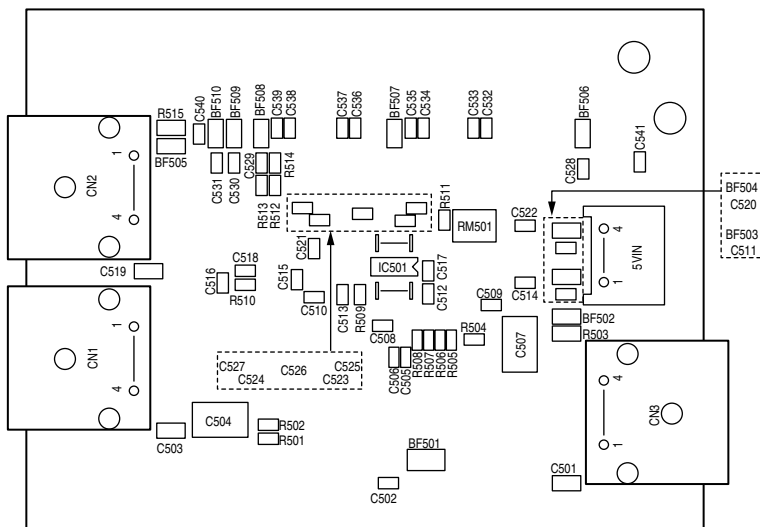 R515
C540
BF510
BF509
BF508
C539
C538
C537
C536
BF507
C535
C534
C533
C532
BF506
C541
C528
BF505
C531
C530
C529
R514
R513
R512
CN2
1
4
R511
RM501
C522
BF504
C520
BF503
C511
5VIN
4
1
C519
C516
C518
R510
C521
C515
C510
IC501
C517
C512
C513
R509
C509
C514
BF502
R503
C508
R504
C507
CN1
1
4
C527
C524
C526
C525
C523
C506
C505
R508
R507
R506
R505
C503
C504
R502
R501
BF501
C502
C501
CN3
4
1